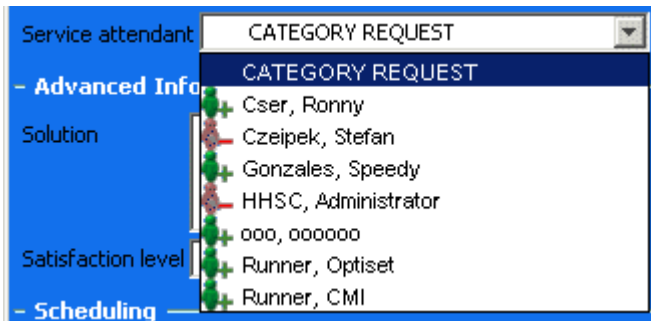 Service attendant CATEGORY REQUEST
CATEGORY REQUEST
- Advanced Info
Cser, Ronny
Solution
Czeipek, Stefan
Gonzales, Speedy
HHSC, Administrator
ooo, oooooo
Satisfaction level
Runner, Optiset
Runner, CMI
- Scheduling